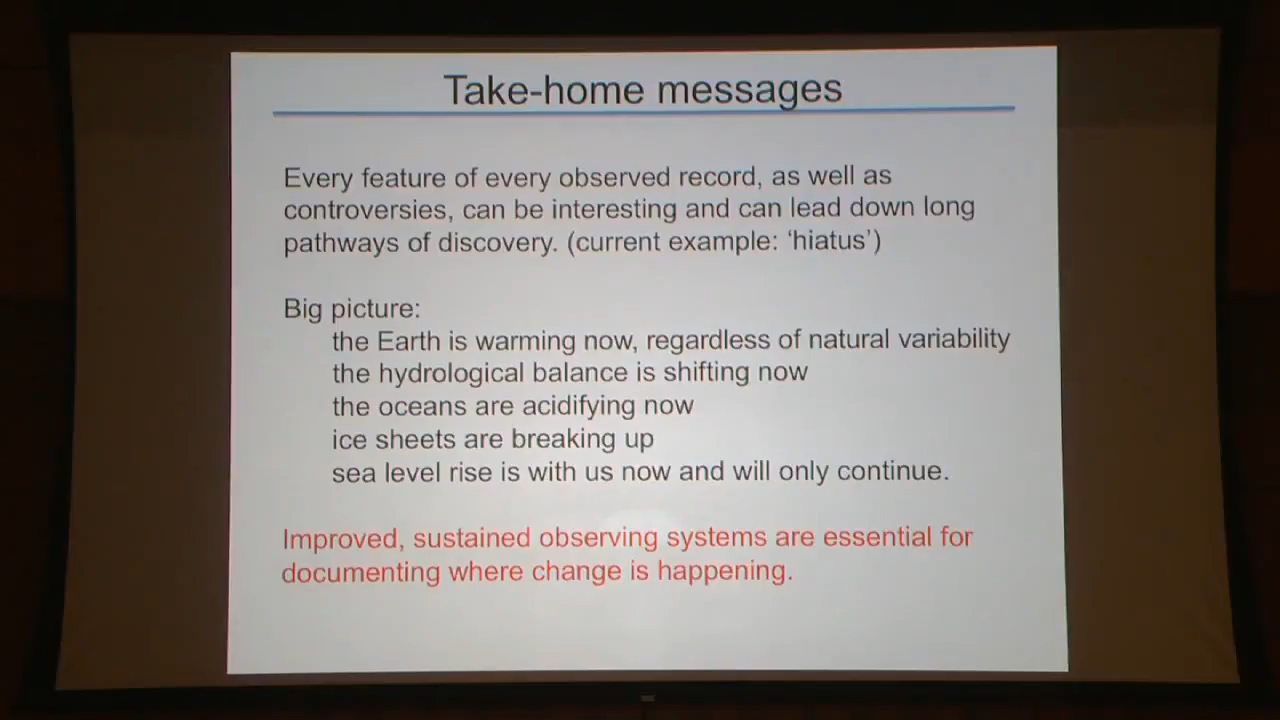 Take-home messages
Every feature of every observed record, as well as
controversies, can be interesting and can lead down long
pathways of discovery. (current example: ‘hiatus’)
Big picture:
the Earth is warming now, regardless of natural variability
the hydrological balance is shifting now
the oceans are acidifying now
ice sheets are breaking up
sea level rise is with us now and will only continue.
Improved, sustained observing systems are essential for
documenting where change is happening.